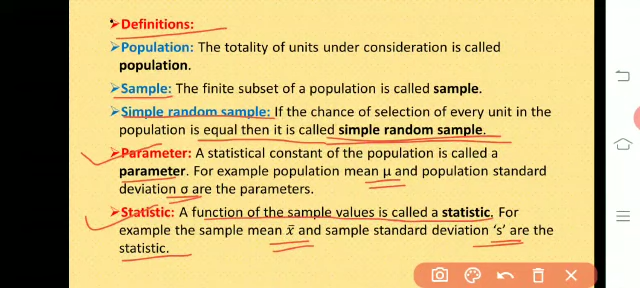 Definitions:
➢Population: The totality of units under consideration is called
population.
➢Sample: The finite subset of a population is called sample.
➢Simple random sample: If the chance of selection of every unit in the
population is equal then it is called simple random sample.
➢Parameter: A statistical constant of the population is called a
parameter. For example population mean μ and population standard
deviation σ are the parameters.
➢Statistic: A function of the sample values is called a statistic. For
example the sample mean x̄ and sample standard deviation ‘s’ are the
statistic.